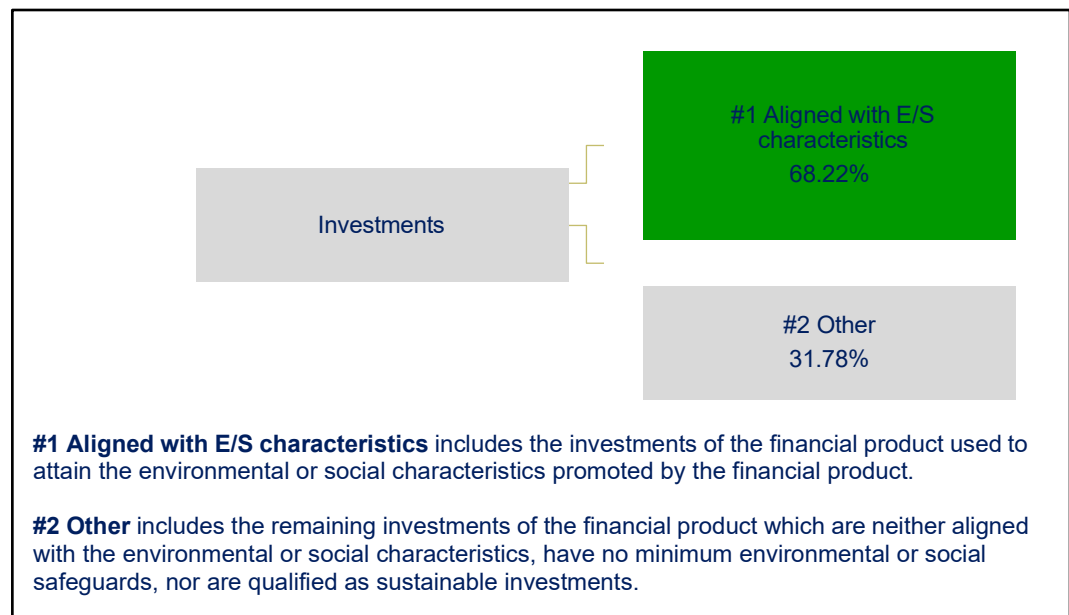 #1 Aligned with E/S
characteristics
68.22%
Investments
#2 Other
31.78%
#1 Aligned with E/S characteristics includes the investments of the financial product used to
attain the environmental or social characteristics promoted by the financial product.
#2 Other includes the remaining investments of the financial product which are neither aligned
with the environmental or social characteristics, have no minimum environmental or social
safeguards, nor are qualified as sustainable investments.